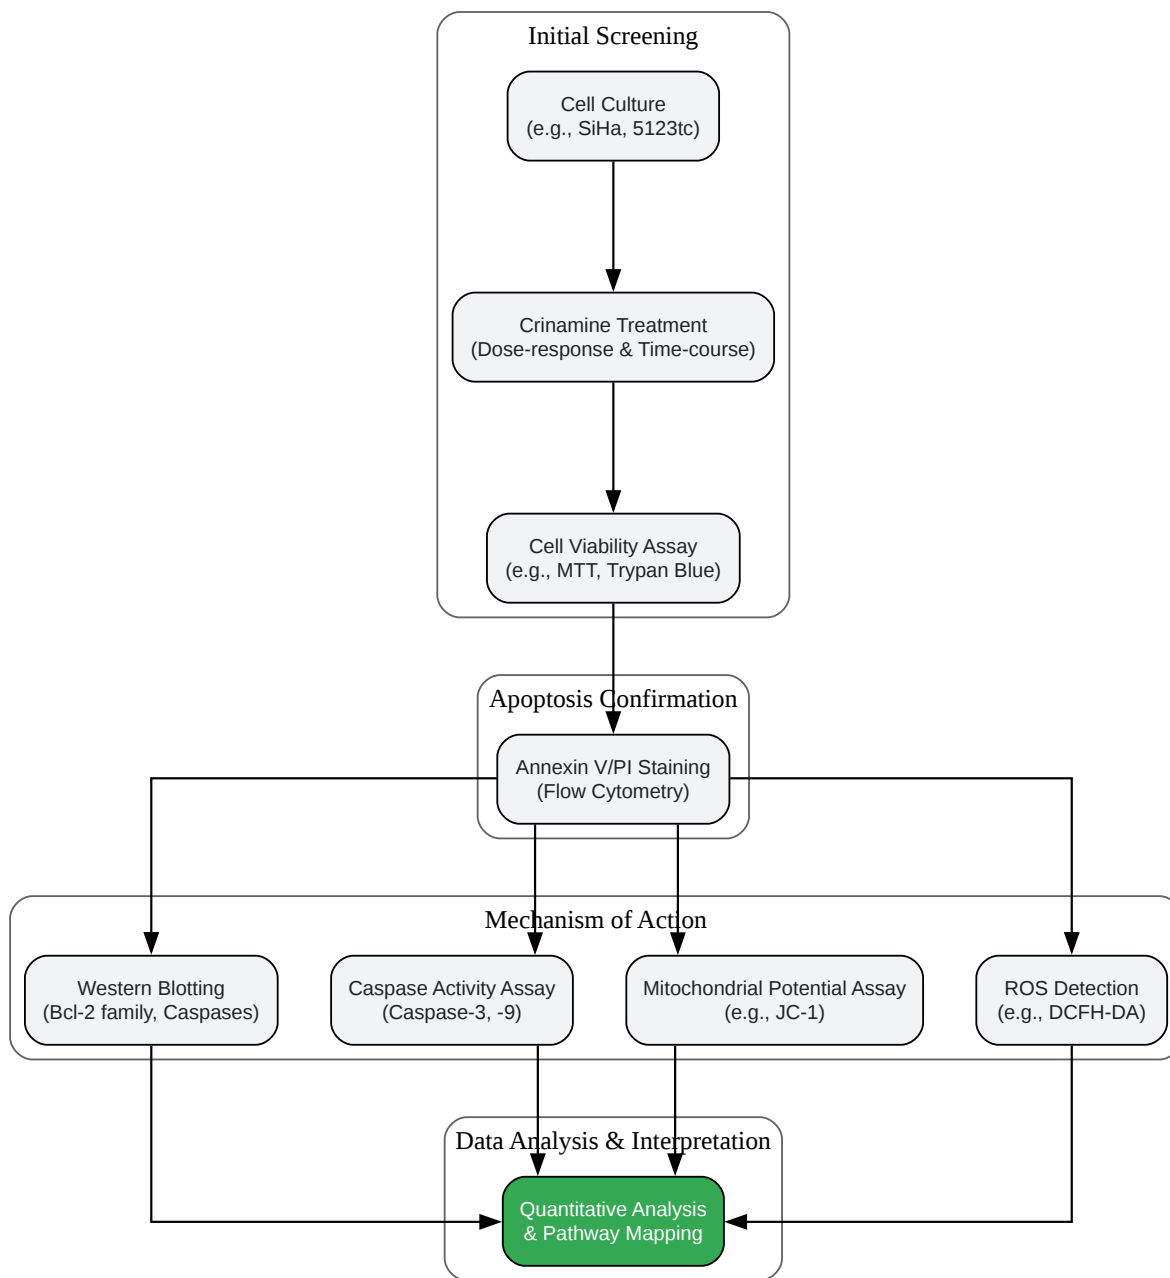 Initial Screening
Cell Culture
(e.g., SiHa, 5123tc)
Crinamine Treatment
(Dose-response & Time-course)
Cell Viability Assay
(e.g., MTT, Trypan Blue)
Apoptosis Confirmation
Annexin V/PI Staining
(Flow Cytometry)
Mechanism of Action
Western Blotting
(Bcl-2 family, Caspases)
Caspase Activity Assay
(Caspase-3, -9)
Mitochondrial Potential Assay
(e.g., JC-1)
ROS Detection
(e.g., DCFH-DA)
Data Analysis & Interpretation
Quantitative Analysis
& Pathway Mapping